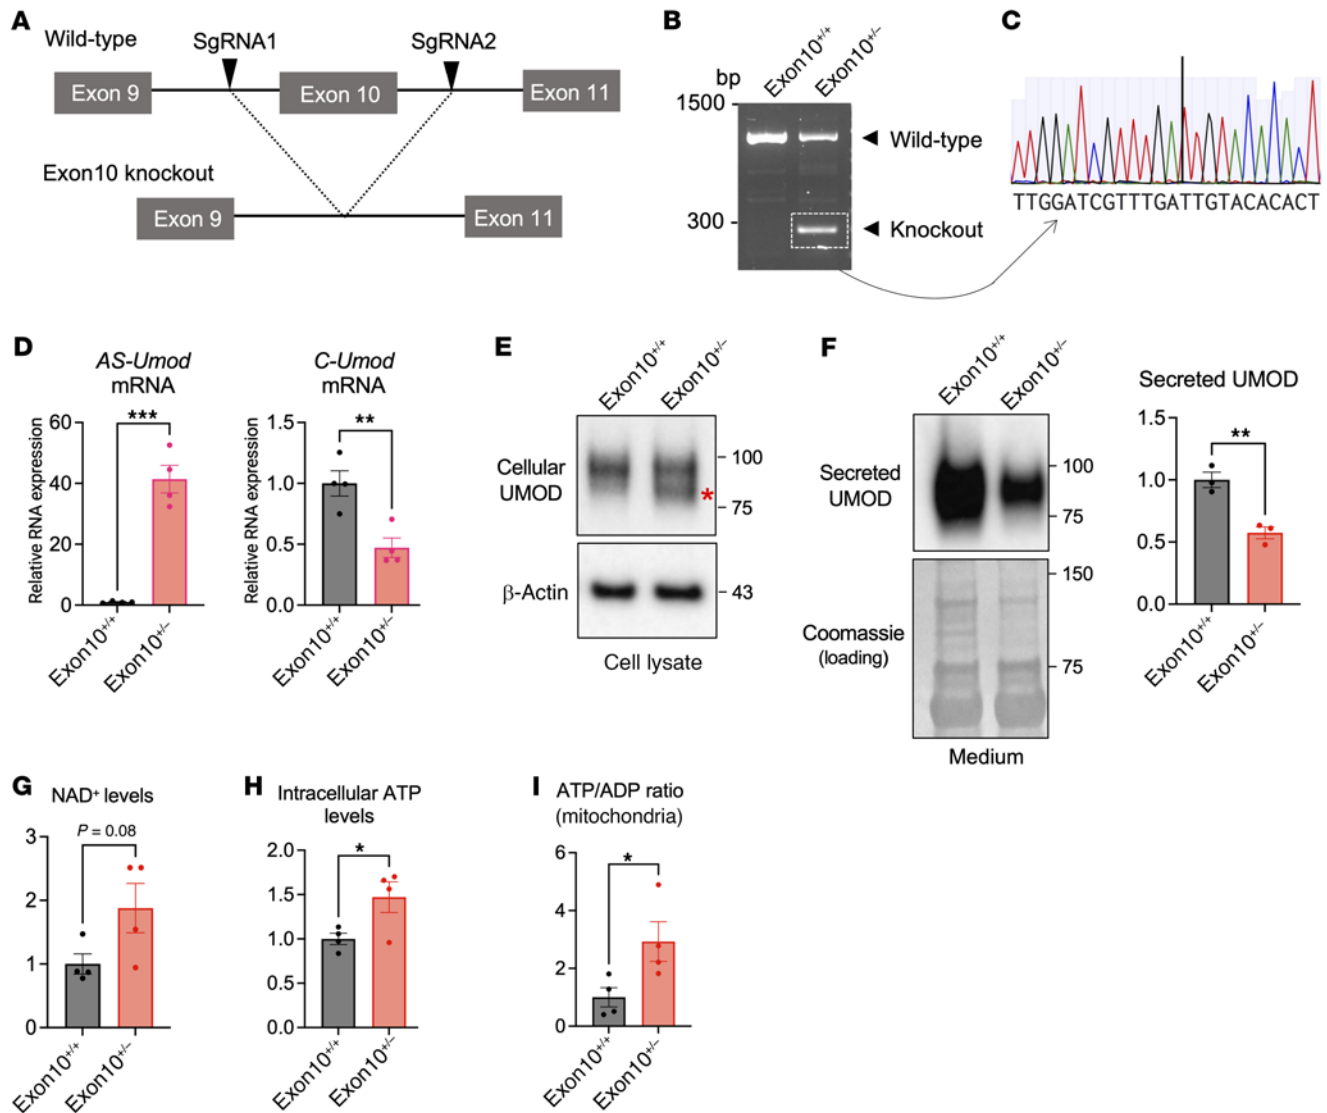 A
Wild-type
SgRNA1
SgRNA2
Exon 9
Exon 10
Exon 11
Exon10 knockout
Exon 9
Exon 11
B
Exon10+/+
Exon10+/–
bp
1500
300
Wild-type
Knockout
C
TTGGATCGTTTGATTGTACACACT
D
AS-Umod
mRNA
Relative RNA expression
60
40
20
0
***
Exon10+/+
Exon10+/–
C-Umod
mRNA
Relative RNA expression
1.5
1.0
0.5
0.0
**
Exon10+/+
Exon10+/–
E
Exon10+/+
Exon10+/–
Cellular
UMOD
100
75
*
β-Actin
43
Cell lysate
F
Exon10+/+
Exon10+/–
Secreted
UMOD
100
75
Coomassie
(loading)
150
75
Medium
Secreted UMOD
1.5
1.0
0.5
0.0
**
Exon10+/+
Exon10+/–
G
NAD+ levels
P = 0.08
3
2
1
0
Exon10+/+
Exon10+/–
H
Intracellular ATP
levels
2.0
1.5
1.0
0.5
0.0
*
Exon10+/+
Exon10+/–
I
ATP/ADP ratio
(mitochondria)
6
4
2
0
*
Exon10+/+
Exon10+/–